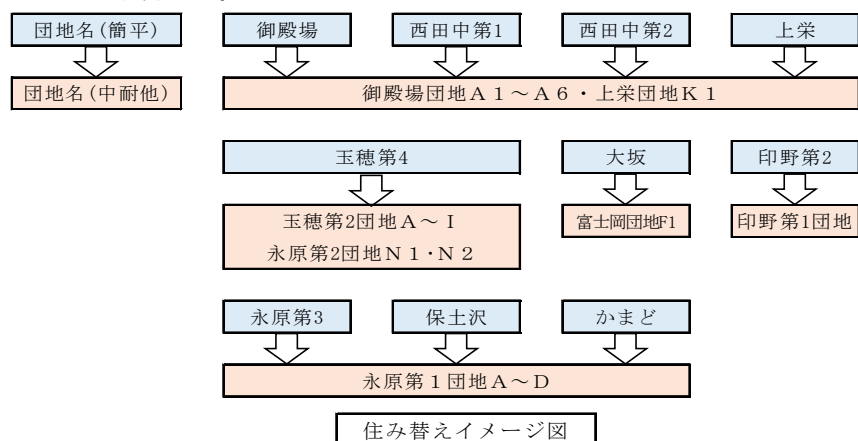 団地名(簡平)
御殿場
西田中第1
西田中第2
上栄
団地名(中耐他)
御殿場団地A1～A6・上栄団地K1
玉穂第4
大坂
印野第2
玉穂第2団地A～I
永原第2団地N1・N2
富士岡団地F1
印野第1団地
永原第3
保土沢
かまど
永原第1団地A～D
住み替えイメージ図